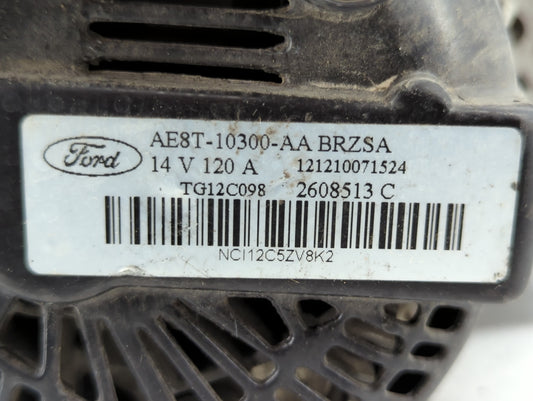 Ford
AE8T-10300-AA BRZSA
14 V 120 A 121210071524
TG12C098 2608513 C
NCI12C5ZV8K2